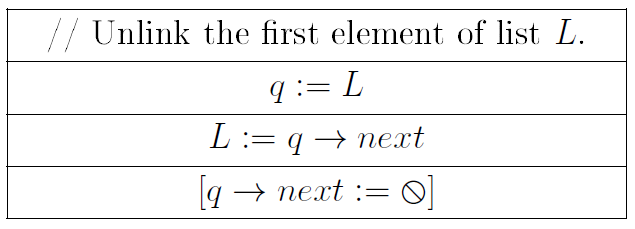 // Unlink the first element of list L.
q := L
L := q → next
[q → next := ⦸]